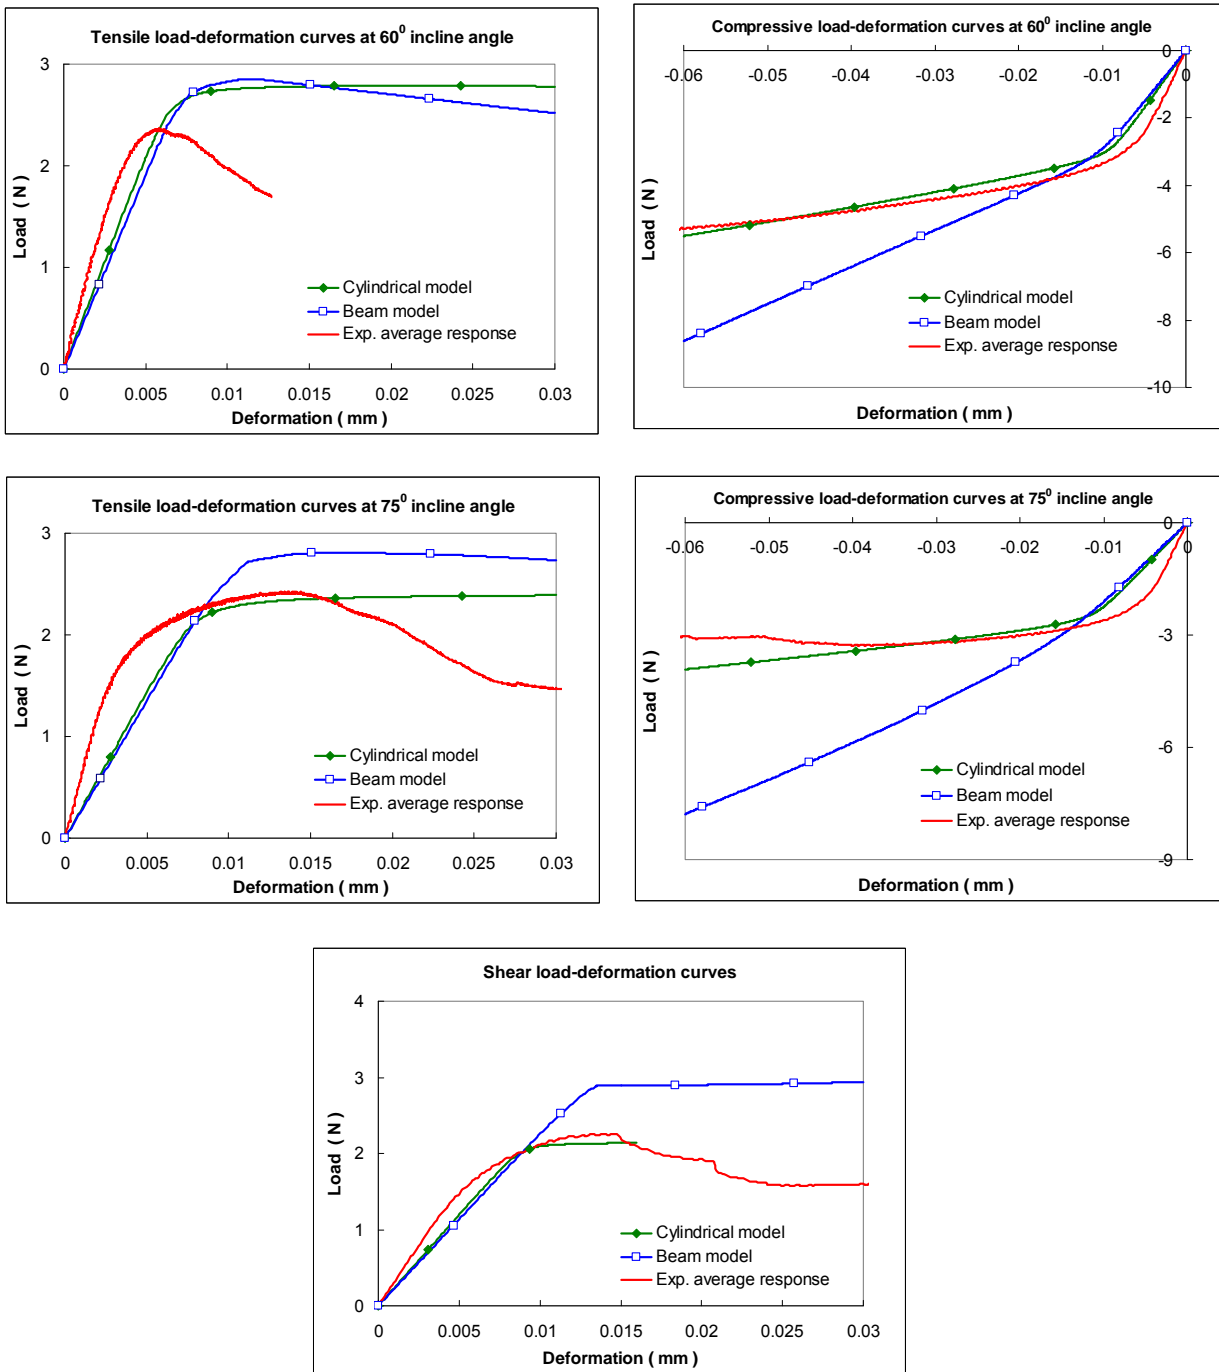 Tensile load-deformation curves at 60⁰ incline angle
3
2
1
0
Load ( N )
0 0.005 0.01 0.015 0.02 0.025 0.03
Deformation ( mm )
Cylindrical model
Beam model
Exp. average response
Compressive load-deformation curves at 60⁰ incline angle
-0.06 -0.05 -0.04 -0.03 -0.02 -0.01 0
0
-2
-4
-6
-8
-10
Load ( N )
Cylindrical model
Beam model
Exp. average response
Deformation ( mm )
Tensile load-deformation curves at 75⁰ incline angle
3
2
1
0
Load ( N )
Cylindrical model
Beam model
Exp. average response
0 0.005 0.01 0.015 0.02 0.025 0.03
Deformation ( mm )
Compressive load-deformation curves at 75⁰ incline angle
-0.06 -0.05 -0.04 -0.03 -0.02 -0.01 0
0
-3
-6
-9
Load ( N )
Cylindrical model
Beam model
Exp. average response
Deformation ( mm )
Shear load-deformation curves
4
3
2
1
0
Load ( N )
Cylindrical model
Beam model
Exp. average response
0 0.005 0.01 0.015 0.02 0.025 0.03
Deformation ( mm )